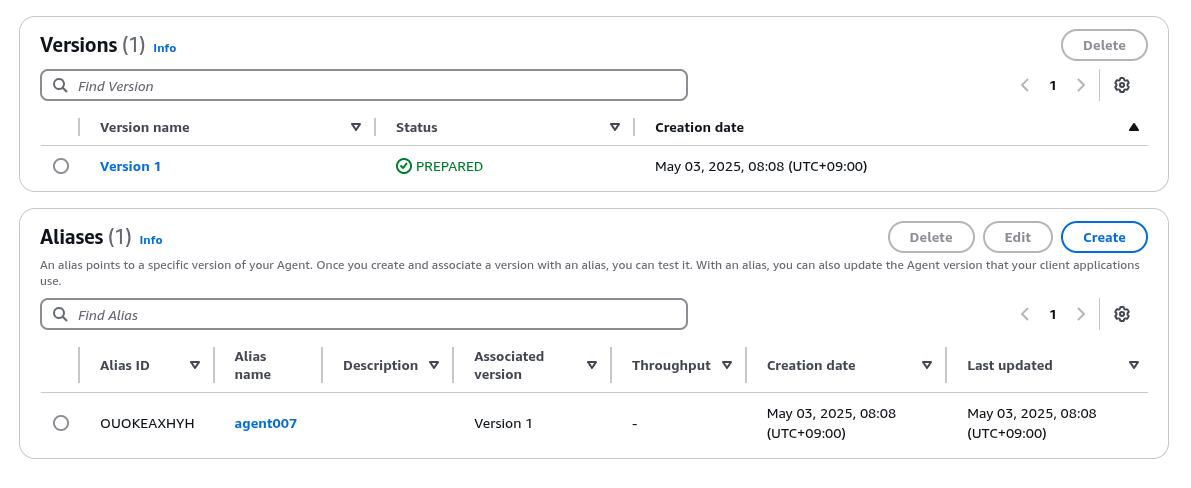 Versions (1) Info
Delete
Find Version
1
Version name
Status
Creation date
Version 1
PREPARED
May 03, 2025, 08:08 (UTC+09:00)
Aliases (1) Info
Delete
Edit
Create
An alias points to a specific version of your Agent. Once you create and associate a version with an alias, you can test it. With an alias, you can also update the Agent version that your client applications
use.
Find Alias
1
Alias ID
Alias
name
Description
Associated
version
Throughput
Creation date
Last updated
OUOKEAXHYH
agent007
Version 1
-
May 03, 2025, 08:08
(UTC+09:00)
May 03, 2025, 08:08
(UTC+09:00)